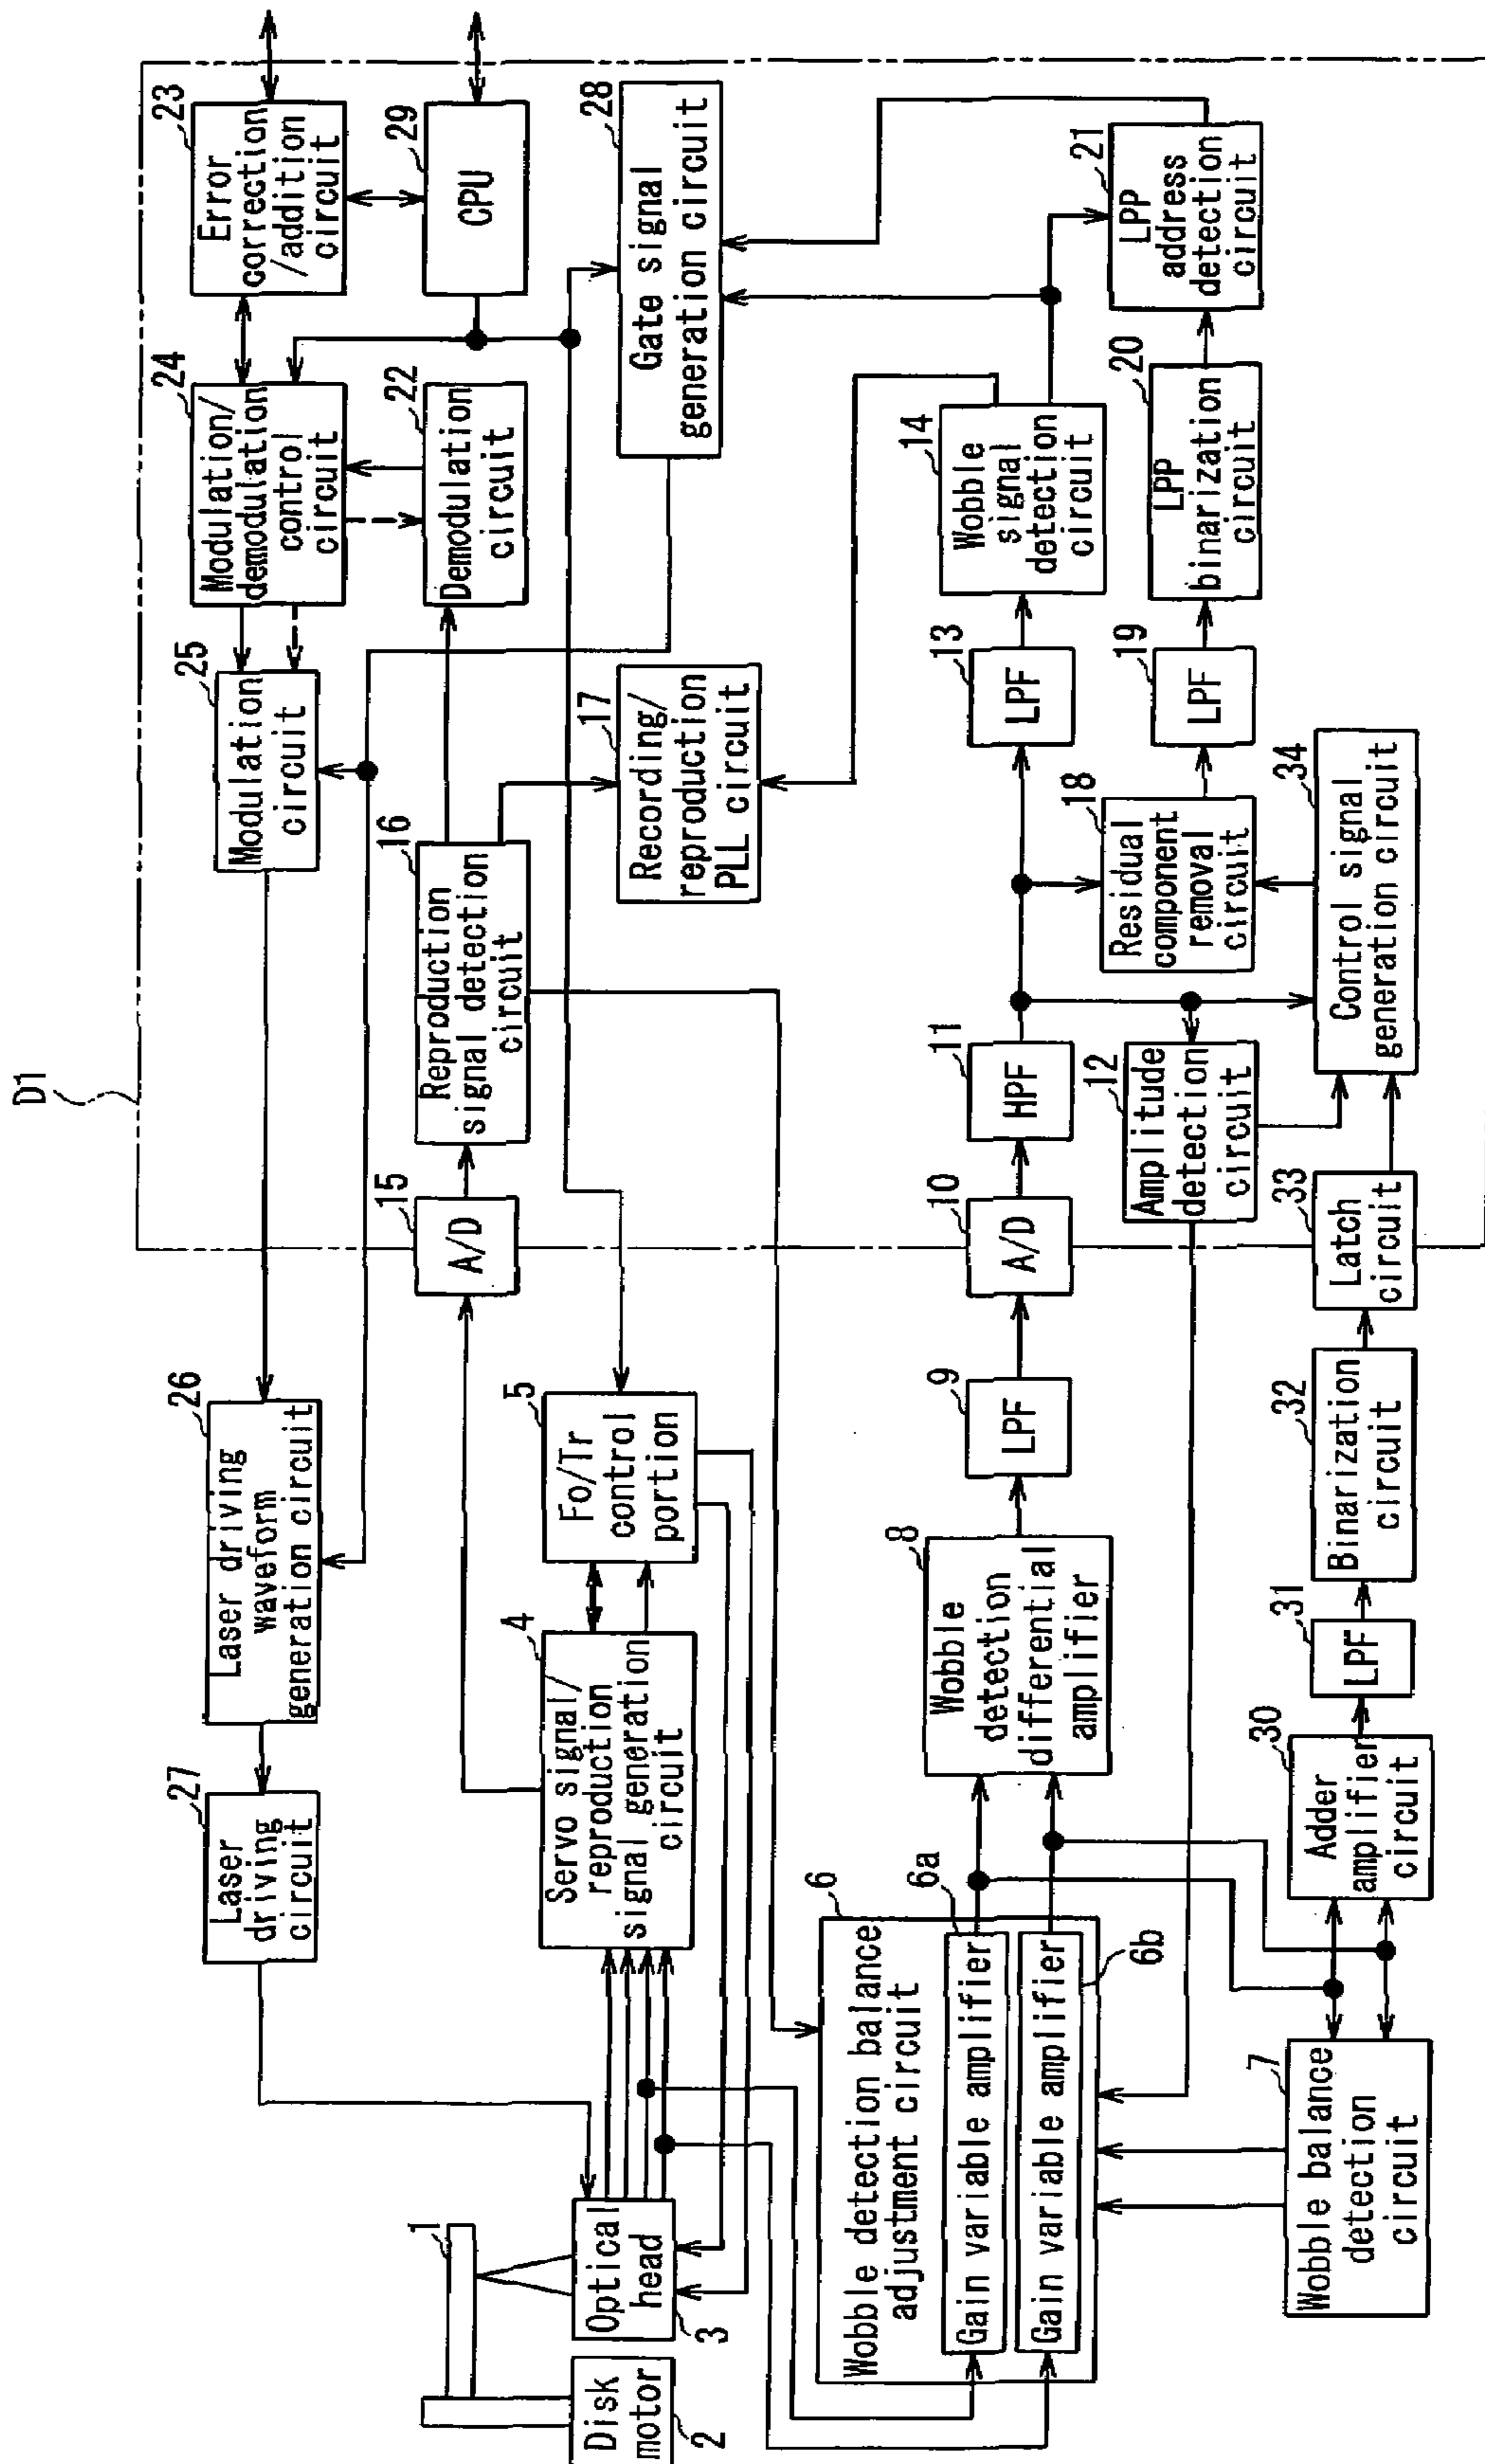 D1
Error
correction
/addition
circuit
23
CPU
29
Gate signal
generation circuit
28
LPP
address
detection
circuit
21
Modulation/
demodulation
control
circuit
24
Demodulation
circuit
22
Wobble
signal
detection
circuit
14
LPP
binarization
circuit
20
Modulation
circuit
25
Recording/
reproduction
PLL circuit
17
LPF
13
LPF
19
Reproduction
signal detection
circuit
16
Residual
component
removal
circuit
18
Control signal
generation circuit
34
A/D
15
A/D
10
HPF
11
Amplitude
detection
circuit
12
Latch
circuit
33
Laser driving
waveform
generation circuit
26
Fo/Tr
control
portion
5
LPF
9
Binarization
circuit
32
Laser
driving
circuit
27
Servo signal/
reproduction
signal generation
circuit
4
Wobble
detection
differential
amplifier
8
LPF
31
Adder
amplifier
circuit
30
Optical
head
3
1
Disk
motor
2
Wobble detection balance
adjustment circuit
6
Gain variable amplifier
6a
Gain variable amplifier
6b
Wobble balance
detection
circuit
7